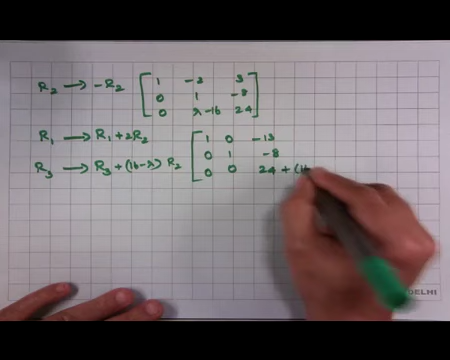 R₂ → -R₂ [1 -2 3
0 1 -8
0 λ-16 24]
R₁ → R₁ + 2R₂ [1 0 -13
R₃ → R₃ + (16-λ) R₂ 0 1 -8
0 0 24 + (16
DELHI